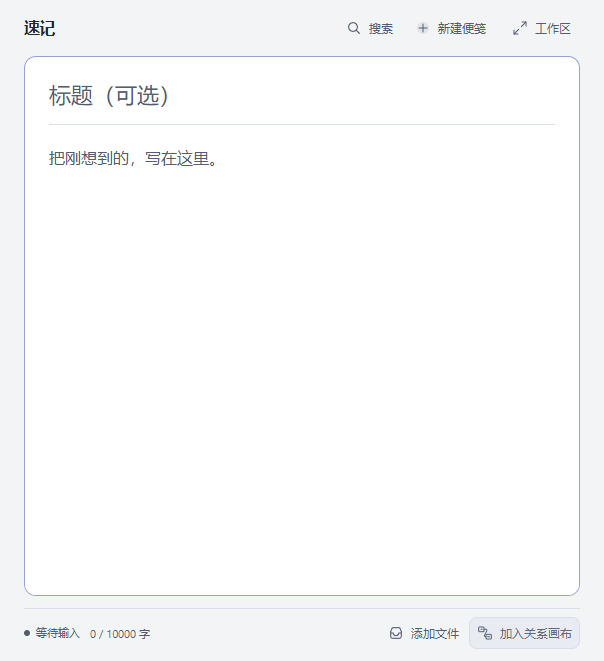 速记 搜索 新建便笺 工作区
标题（可选）
把刚想到的，写在这里。
等待输入 0 / 10000 字 添加文件 加入关系画布